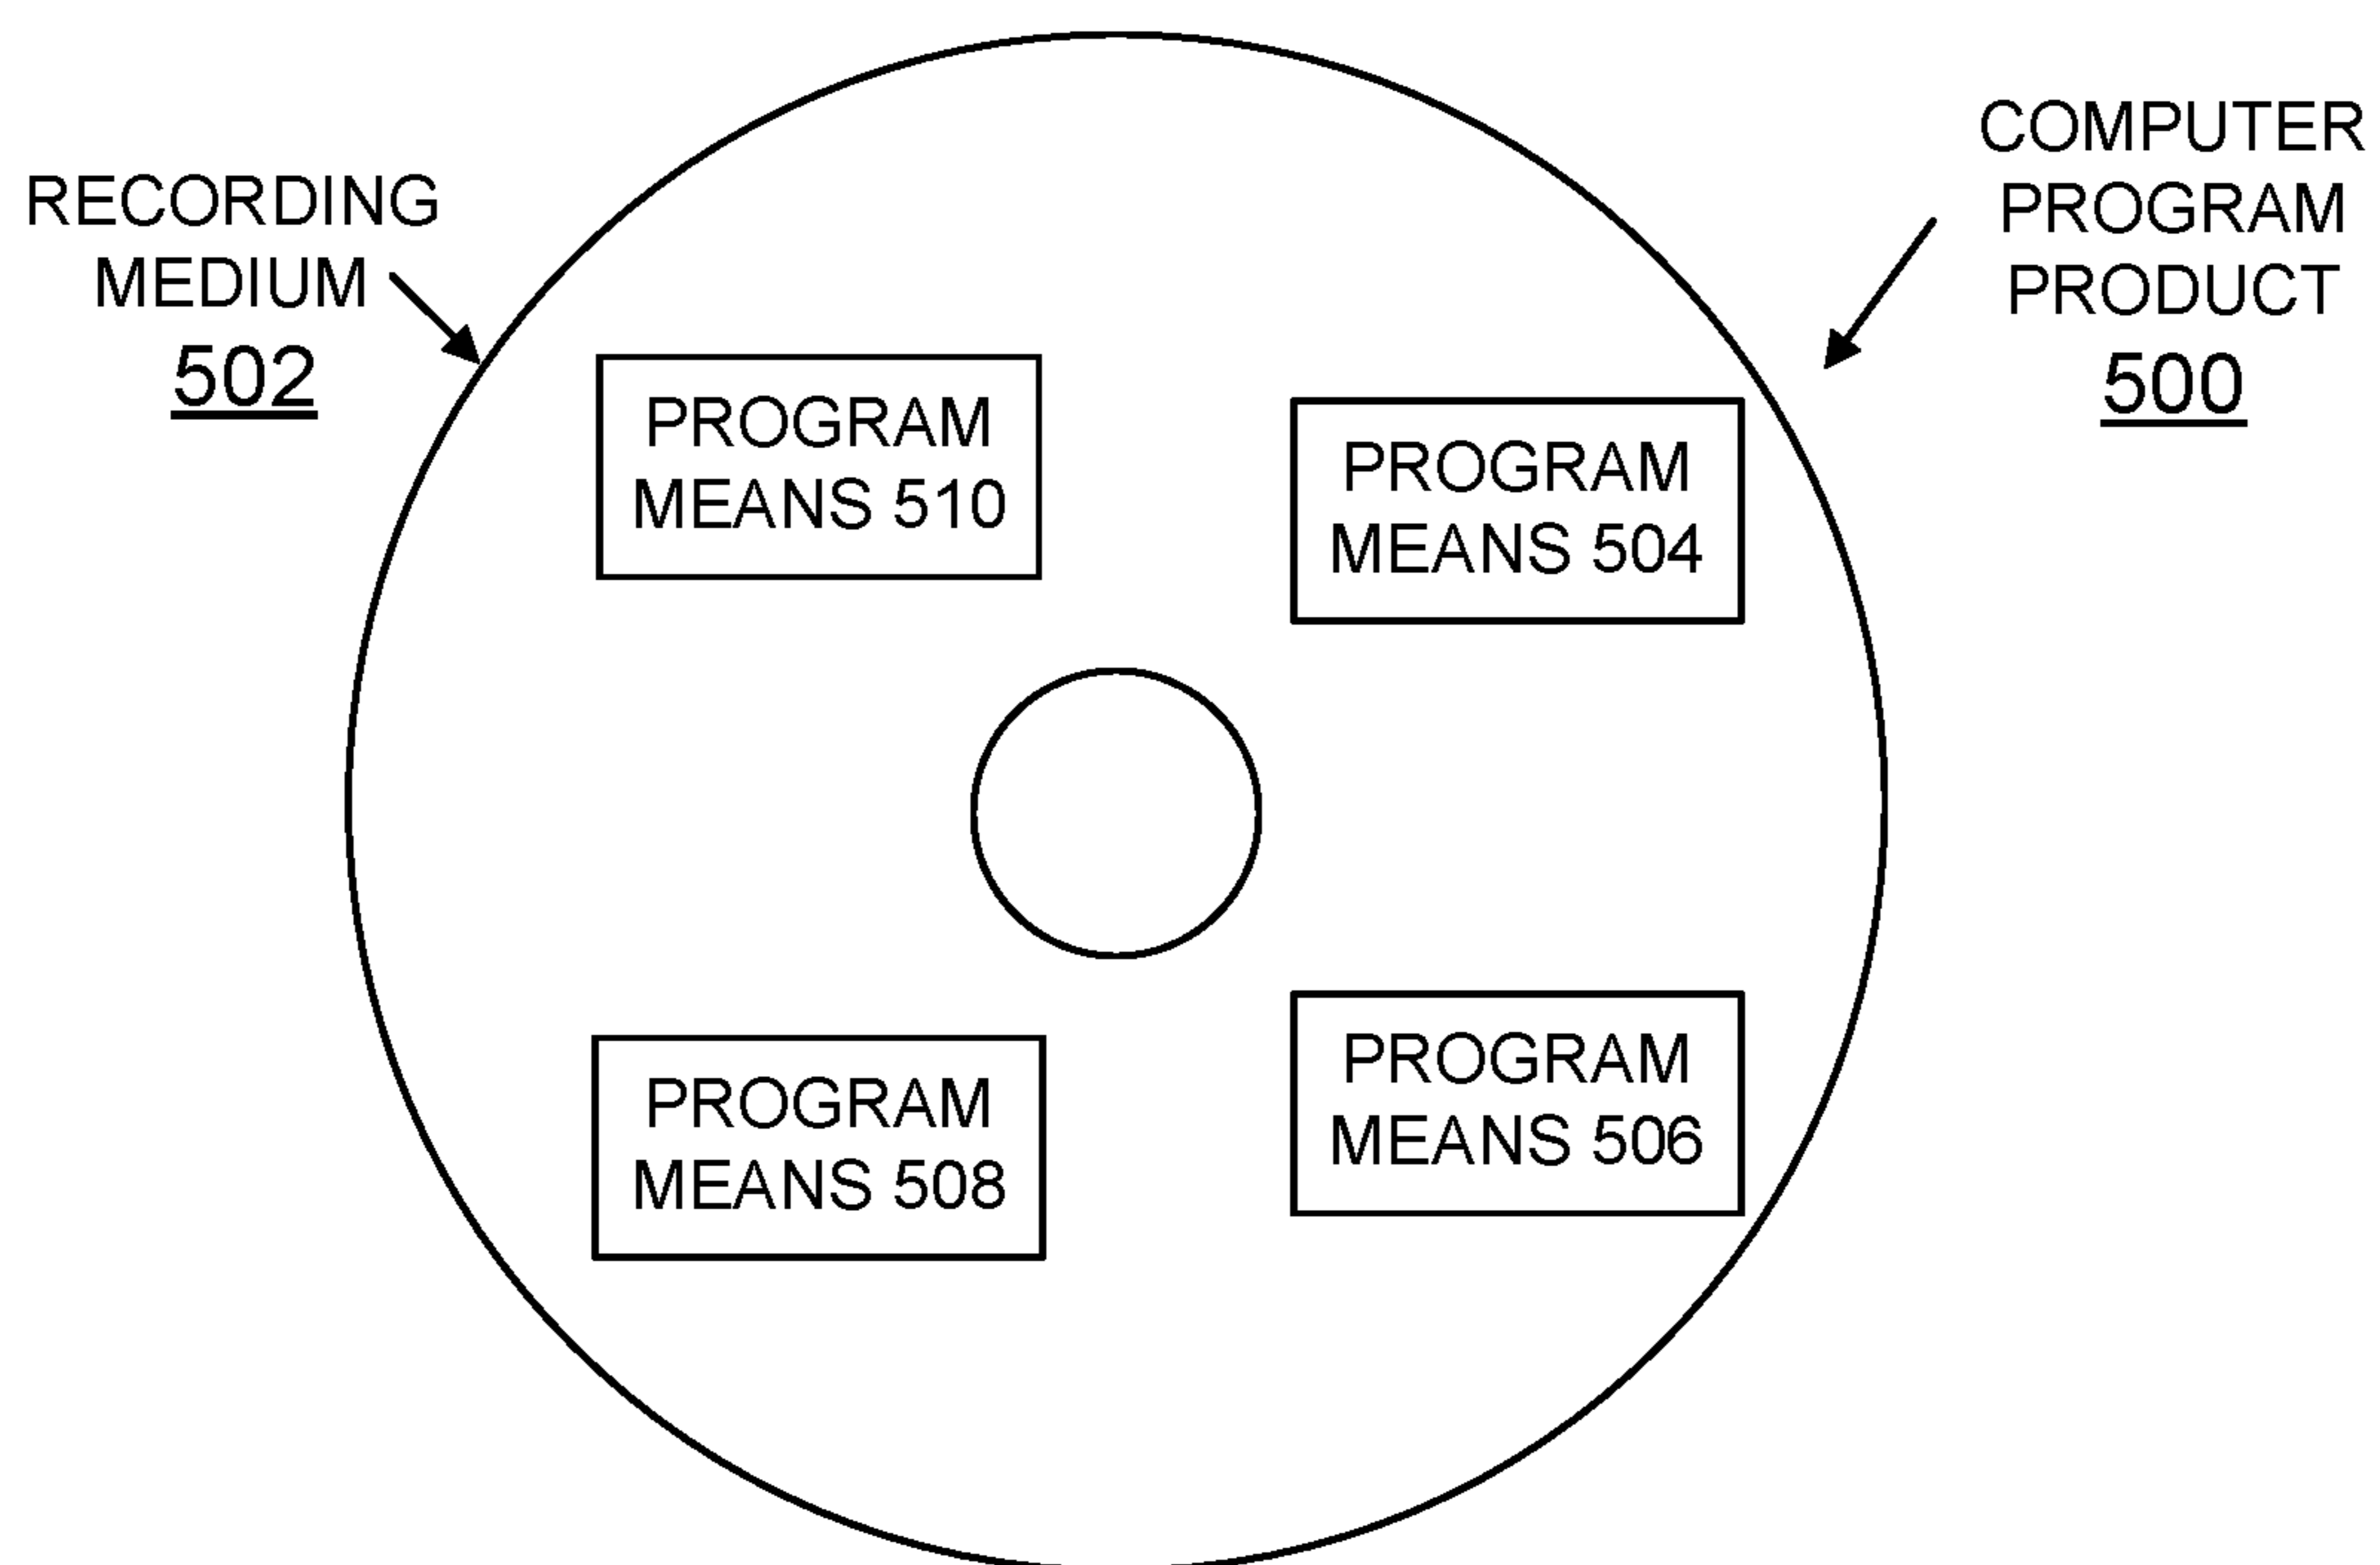 RECORDING
MEDIUM
502
COMPUTER
PROGRAM
PRODUCT
500
PROGRAM
MEANS 510
PROGRAM
MEANS 504
PROGRAM
MEANS 508
PROGRAM
MEANS 506